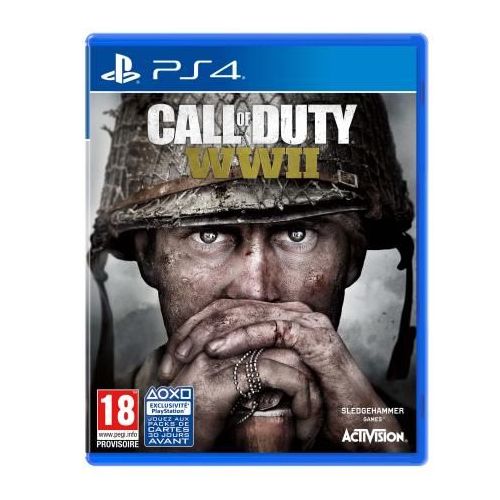 PS4
CALL OF DUTY
WWII
18
www.pegi.info
PROVISOIRE
EXCLUSIVITÉ
PlayStation
JOUEZ AUX
PACKS DE
CARTES
30 JOURS
AVANT
SLEDGEHAMMER
GAMES
ACTIVISION